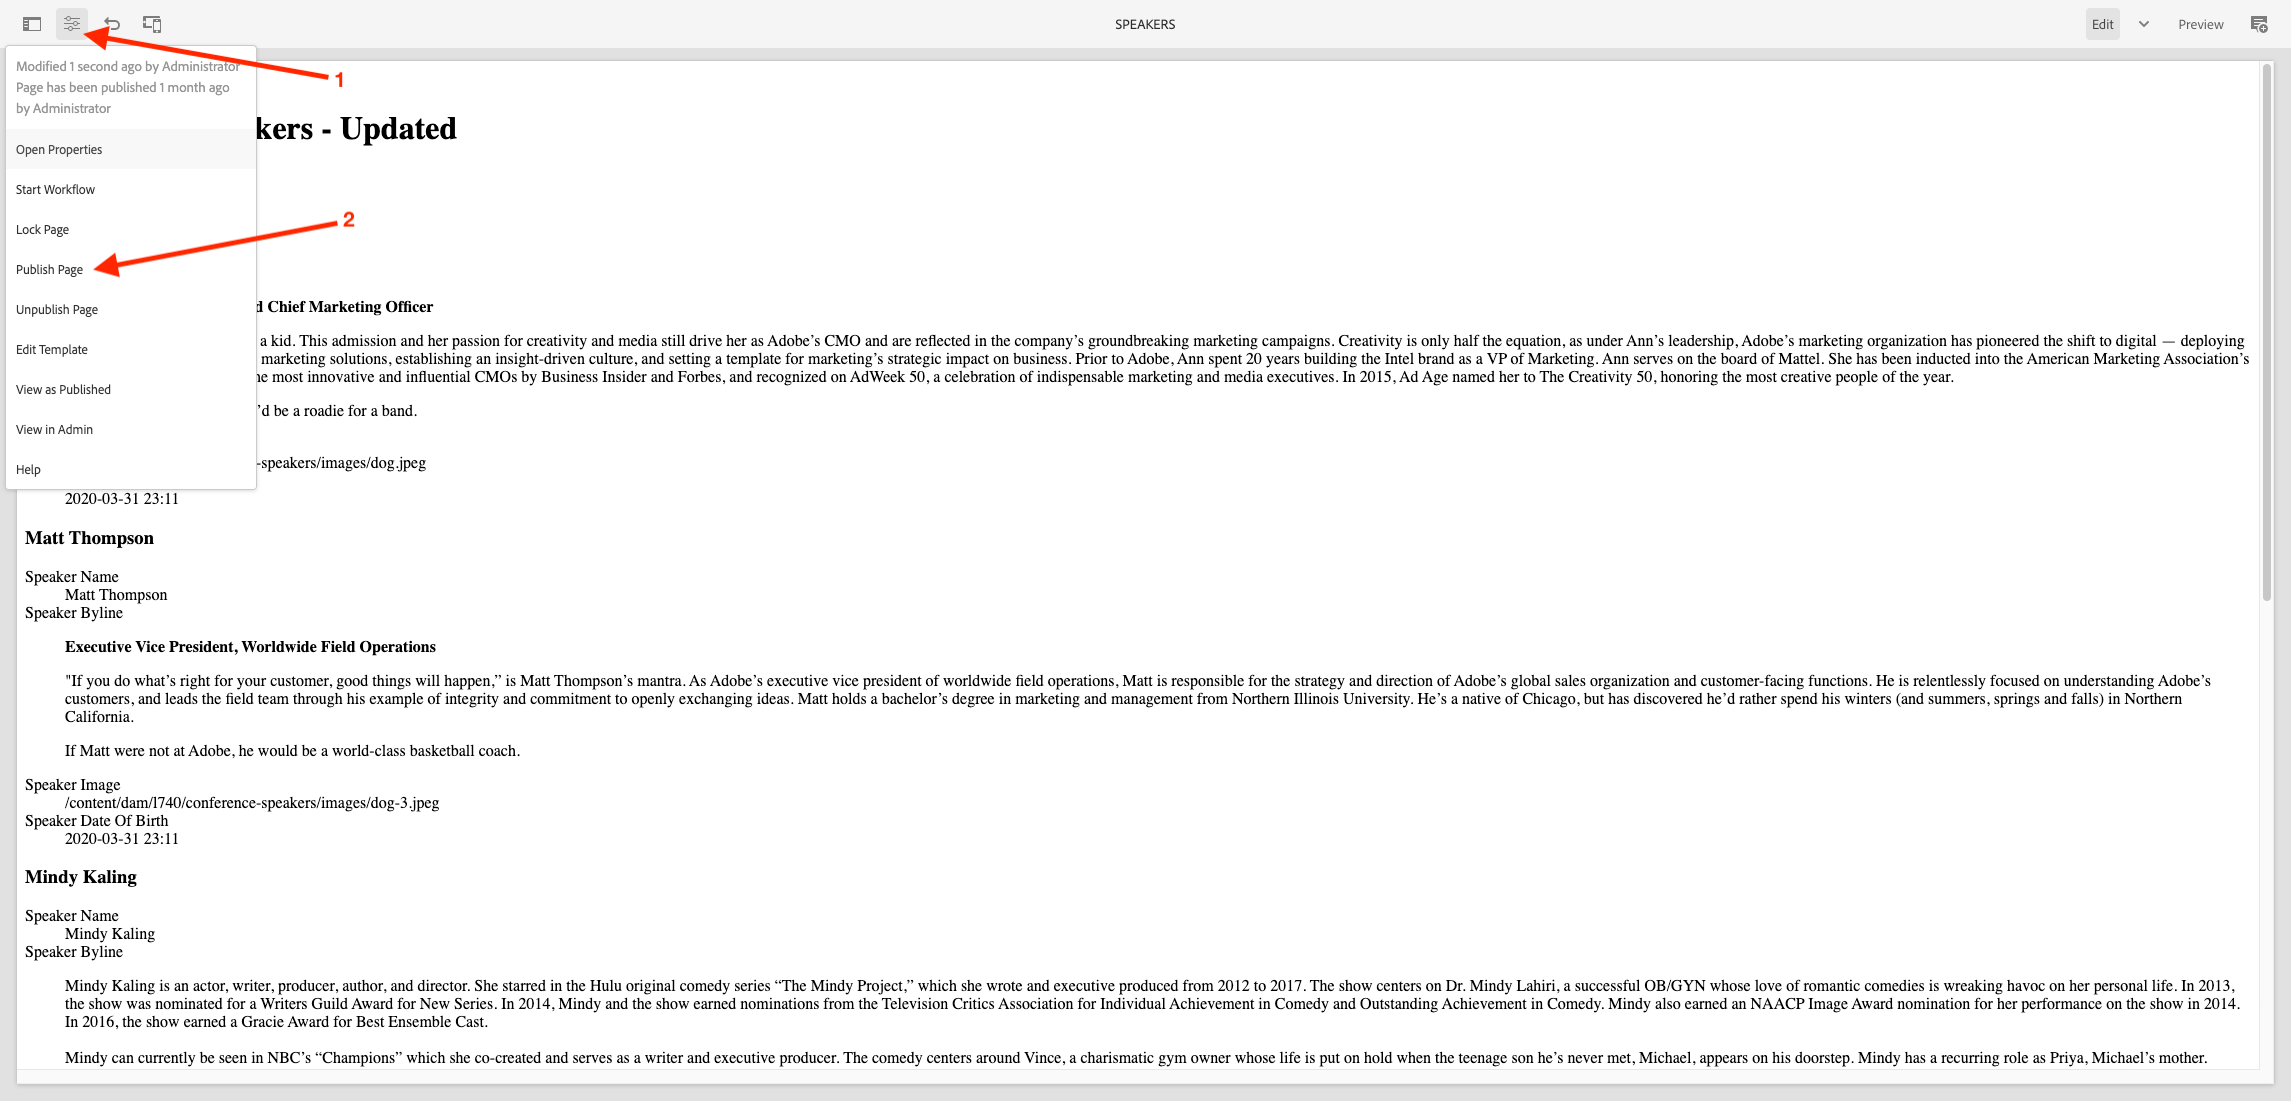 SPEAKERS
Edit
Preview
1
Modified 1 second ago by Administrator
Page has been published 1 month ago
by Administrator
Open Properties
Start Workflow
Lock Page
2
Publish Page
Unpublish Page
Edit Template
View as Published
View in Admin
Help
kers - Updated
d Chief Marketing Officer
a kid. This admission and her passion for creativity and media still drive her as Adobe’s CMO and are reflected in the company’s groundbreaking marketing campaigns. Creativity is only half the equation, as under Ann’s leadership, Adobe’s marketing organization has pioneered the shift to digital — deploying
marketing solutions, establishing an insight-driven culture, and setting a template for marketing’s strategic impact on business. Prior to Adobe, Ann spent 20 years building the Intel brand as a VP of Marketing. Ann serves on the board of Mattel. She has been inducted into the American Marketing Association’s
he most innovative and influential CMOs by Business Insider and Forbes, and recognized on AdWeek 50, a celebration of indispensable marketing and media executives. In 2015, Ad Age named her to The Creativity 50, honoring the most creative people of the year.
’d be a roadie for a band.
-speakers/images/dog.jpeg
2020-03-31 23:11
Matt Thompson
Speaker Name
Matt Thompson
Speaker Byline
Executive Vice President, Worldwide Field Operations
"If you do what’s right for your customer, good things will happen,” is Matt Thompson’s mantra. As Adobe’s executive vice president of worldwide field operations, Matt is responsible for the strategy and direction of Adobe’s global sales organization and customer-facing functions. He is relentlessly focused on understanding Adobe’s
customers, and leads the field team through his example of integrity and commitment to openly exchanging ideas. Matt holds a bachelor’s degree in marketing and management from Northern Illinois University. He’s a native of Chicago, but has discovered he’d rather spend his winters (and summers, springs and falls) in Northern
California.
If Matt were not at Adobe, he would be a world-class basketball coach.
Speaker Image
/content/dam/l740/conference-speakers/images/dog-3.jpeg
Speaker Date Of Birth
2020-03-31 23:11
Mindy Kaling
Speaker Name
Mindy Kaling
Speaker Byline
Mindy Kaling is an actor, writer, producer, author, and director. She starred in the Hulu original comedy series “The Mindy Project,” which she wrote and executive produced from 2012 to 2017. The show centers on Dr. Mindy Lahiri, a successful OB/GYN whose love of romantic comedies is wreaking havoc on her personal life. In 2013,
the show was nominated for a Writers Guild Award for New Series. In 2014, Mindy and the show earned nominations from the Television Critics Association for Individual Achievement in Comedy and Outstanding Achievement in Comedy. Mindy also earned an NAACP Image Award nomination for her performance on the show in 2014.
In 2016, the show earned a Gracie Award for Best Ensemble Cast.
Mindy can currently be seen in NBC’s “Champions” which she co-created and serves as a writer and executive producer. The comedy centers around Vince, a charismatic gym owner whose life is put on hold when the teenage son he’s never met, Michael, appears on his doorstep. Mindy has a recurring role as Priya, Michael’s mother.